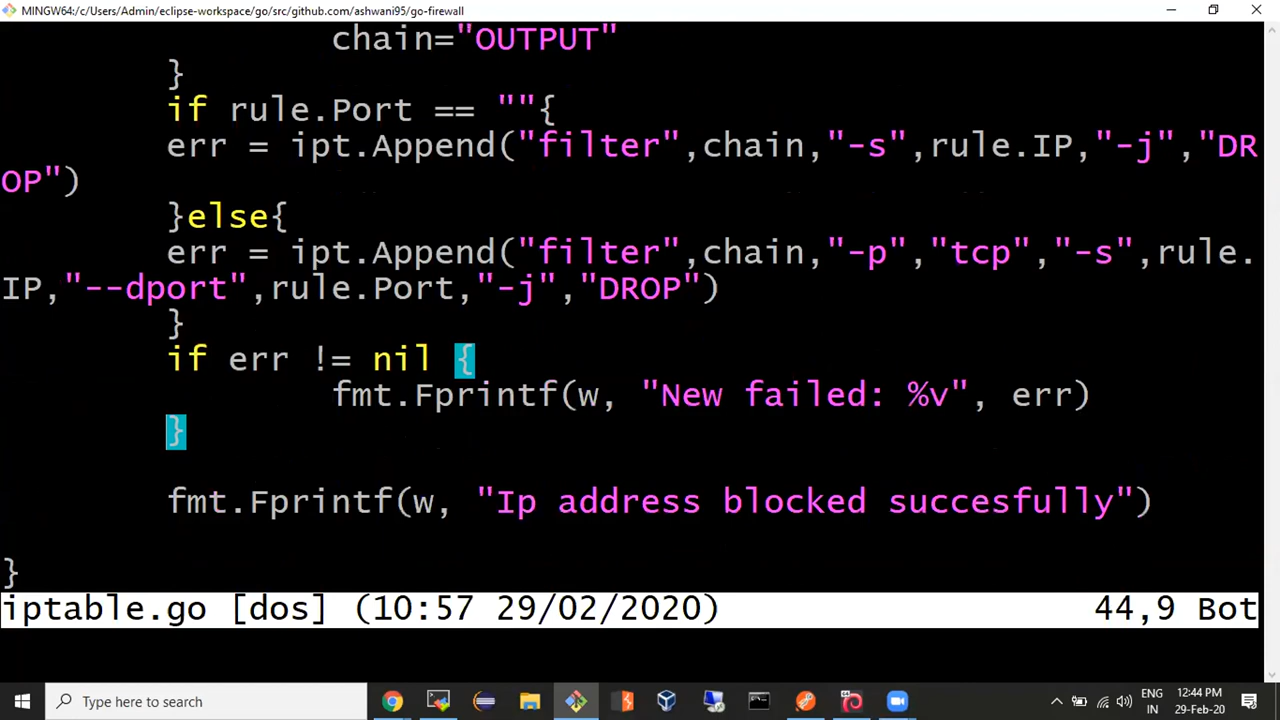 MINGW64:/c/Users/Admin/eclipse-workspace/go/src/github.com/ashwani95/go-firewall
chain="OUTPUT"
}
if rule.Port == ""{
err = ipt.Append("filter",chain,"-s",rule.IP,"-j","DR
OP")
}else{
err = ipt.Append("filter",chain,"-p","tcp","-s",rule.
IP,"--dport",rule.Port,"-j","DROP")
}
if err != nil {
fmt.Fprintf(w, "New failed: %v", err)
}
fmt.Fprintf(w, "Ip address blocked succesfully")
}
iptable.go [dos] (10:57 29/02/2020) 44,9 Bot
Type here to search
ENG
IN
12:44 PM
29-Feb-20